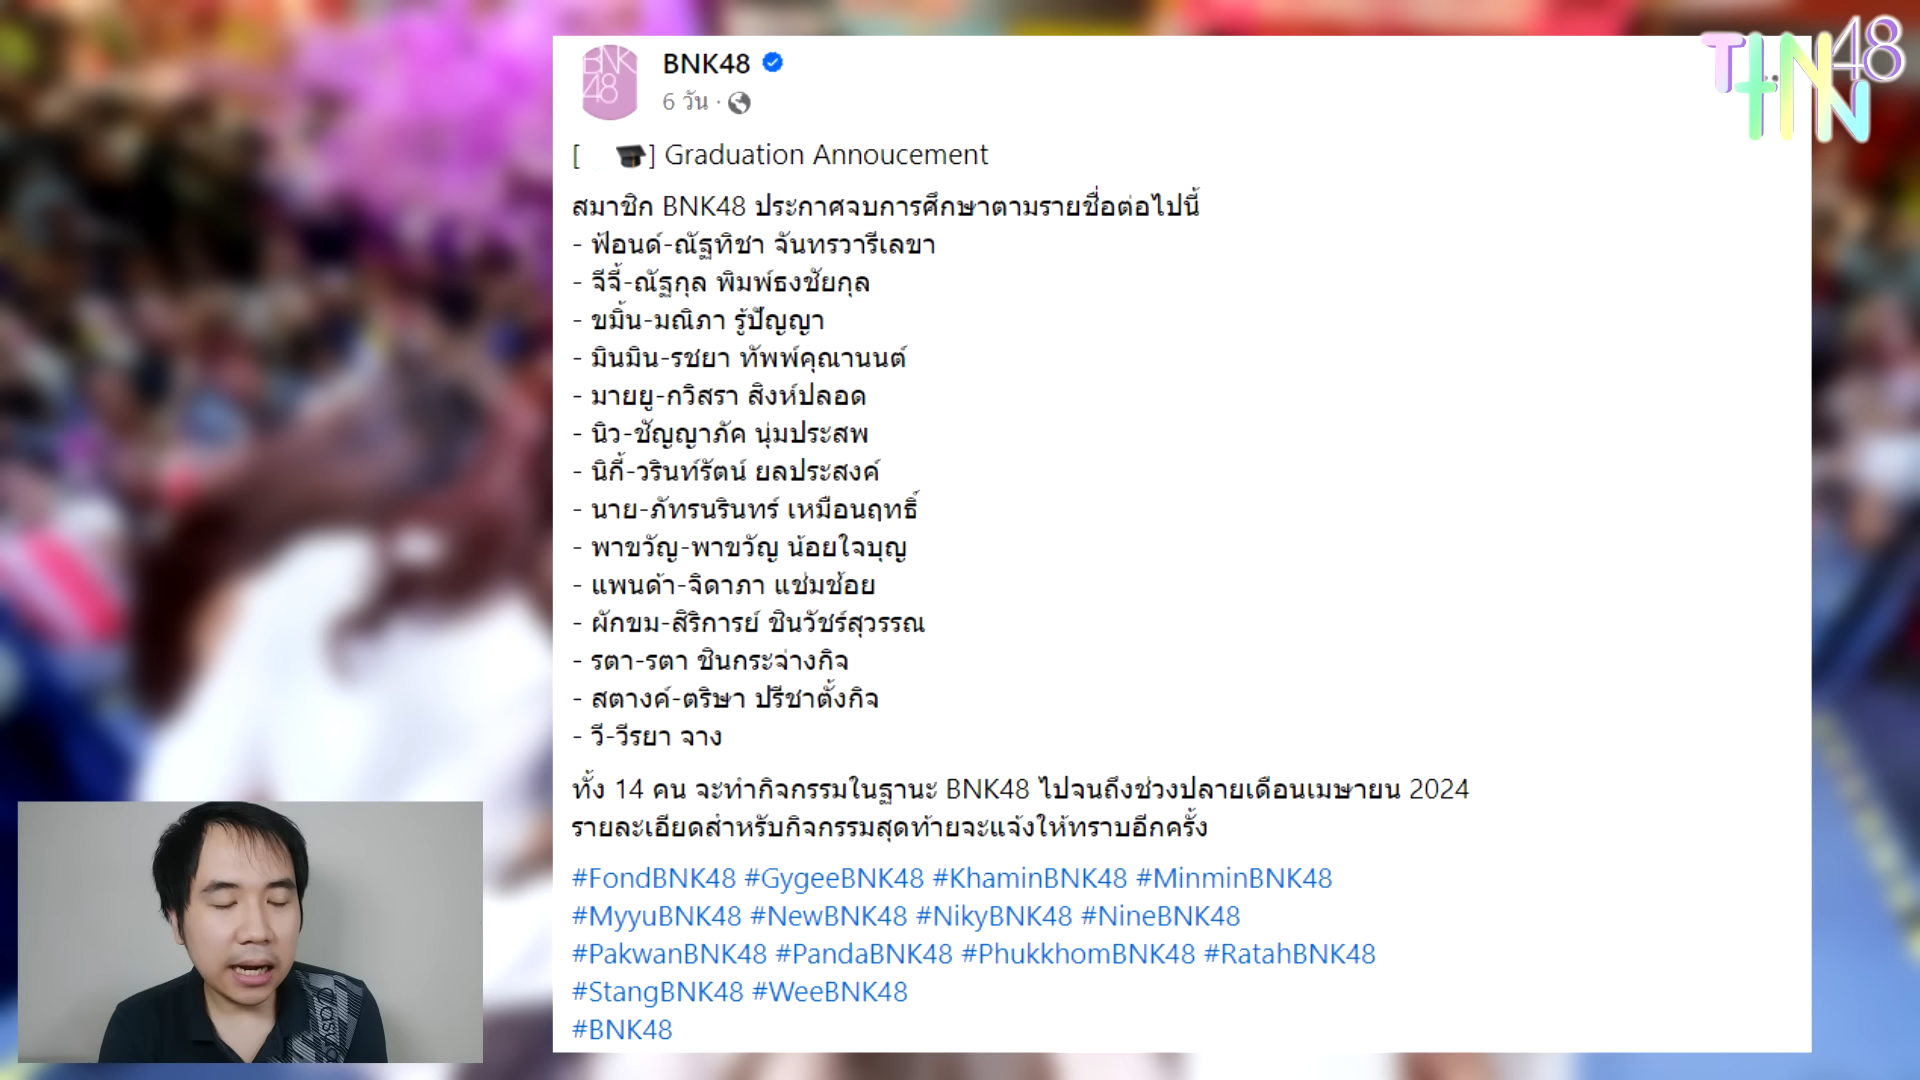 BNK48
BNK
48
6 วัน ·
THN48
IN
[ 🎓] Graduation Annoucement
สมาชิก BNK48 ประกาศจบการศึกษาตามรายชื่อต่อไปนี้
- ฟ้อนด์-ณัฐทิชา จันทรวารีเลขา
- จีจี้-ณัฐกุล พิมพ์ธงชัยกุล
- ขมิ้น-มณิภา รู้ปัญญา
- มินมิน-รชยา ทัพพ์คุณานนต์
- มายยู-กวิสรา สิงห์ปลอด
- นิว-ชัญญาภัค นุ่มประสพ
- นิกี้-วรินท์รัตน์ ยลประสงค์
- นาย-ภัทรนรินทร์ เหมือนฤทธิ์
- พาขวัญ-พาขวัญ น้อยใจบุญ
- แพนด้า-จิดาภา แช่มช้อย
- ผักขม-สิริการย์ ชินวัชร์สุวรรณ
- รตา-รตา ชินกระจ่างกิจ
- สตางค์-ตริษา ปรีชาตั้งกิจ
- วี-วีรยา จาง
ทั้ง 14 คน จะทำกิจกรรมในฐานะ BNK48 ไปจนถึงช่วงปลายเดือนเมษายน 2024
รายละเอียดสำหรับกิจกรรมสุดท้ายจะแจ้งให้ทราบอีกครั้ง
#FondBNK48 #GygeeBNK48 #KhaminBNK48 #MinminBNK48
#MyyuBNK48 #NewBNK48 #NikyBNK48 #NineBNK48
#PakwanBNK48 #PandaBNK48 #PhukkhomBNK48 #RatahBNK48
#StangBNK48 #WeeBNK48
#BNK48